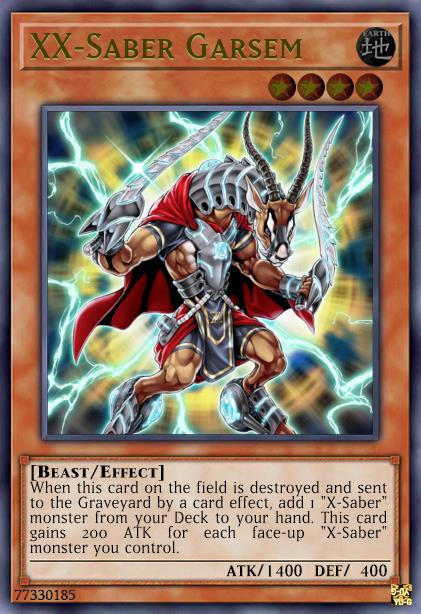 XX-Saber Garsem
EARTH
地
[Beast/Effect]
When this card on the field is destroyed and sent
to the Graveyard by a card effect, add 1 "X-Saber"
monster from your Deck to your hand. This card
gains 200 ATK for each face-up "X-Saber"
monster you control.
ATK/1400 DEF/ 400
77330185